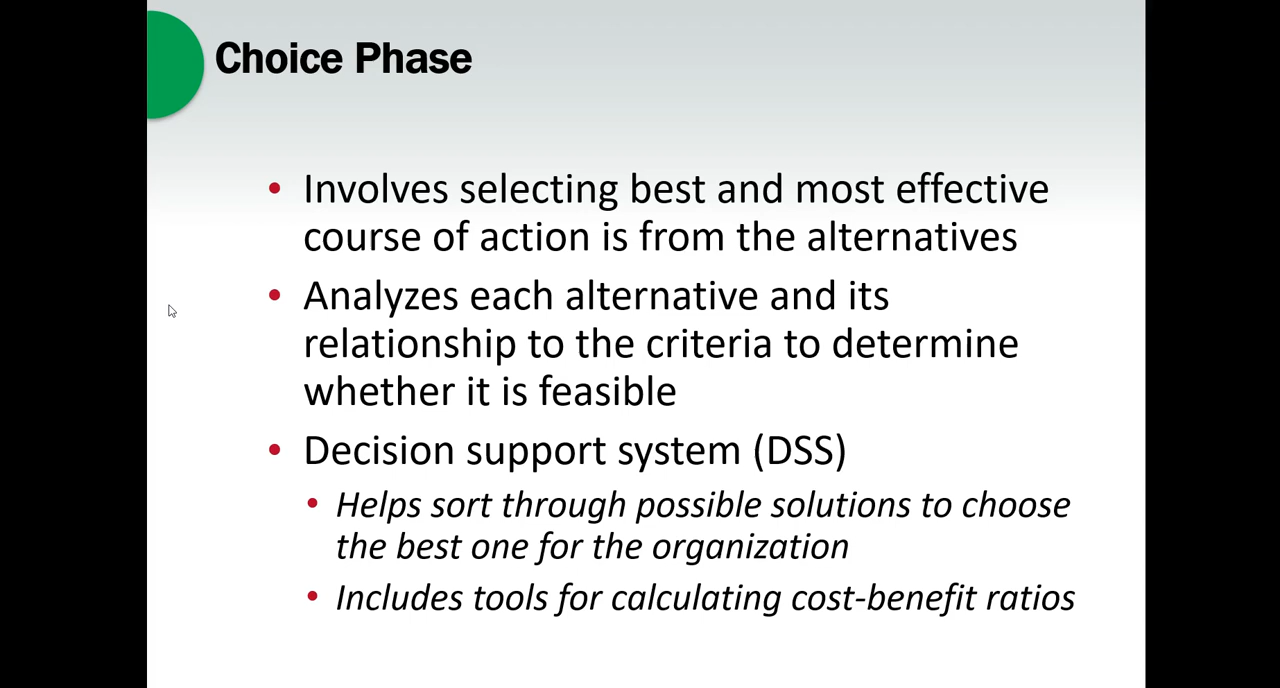 Choice Phase
• Involves selecting best and most effective
course of action is from the alternatives
• Analyzes each alternative and its
relationship to the criteria to determine
whether it is feasible
• Decision support system (DSS)
• Helps sort through possible solutions to choose
the best one for the organization
• Includes tools for calculating cost-benefit ratios